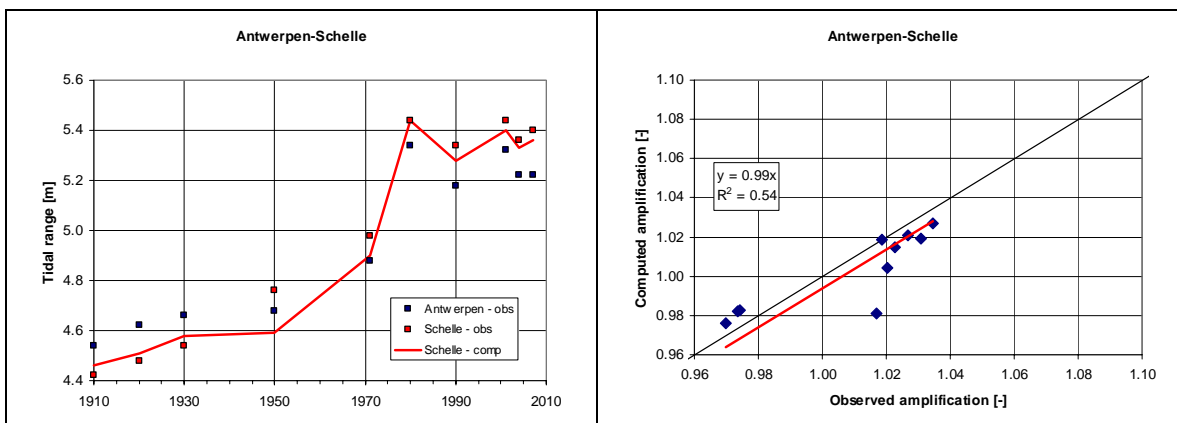 Antwerpen-Schelle
Tidal range [m]
5.6
5.4
5.2
5.0
4.8
4.6
4.4
1910
1930
1950
1970
1990
2010
Antwerpen - obs
Schelle - obs
Schelle - comp
Antwerpen-Schelle
Computed amplification [-]
1.10
1.08
1.06
1.04
1.02
1.00
0.98
0.96
y = 0.99x
R² = 0.54
0.96
0.98
1.00
1.02
1.04
1.06
1.08
1.10
Observed amplification [-]